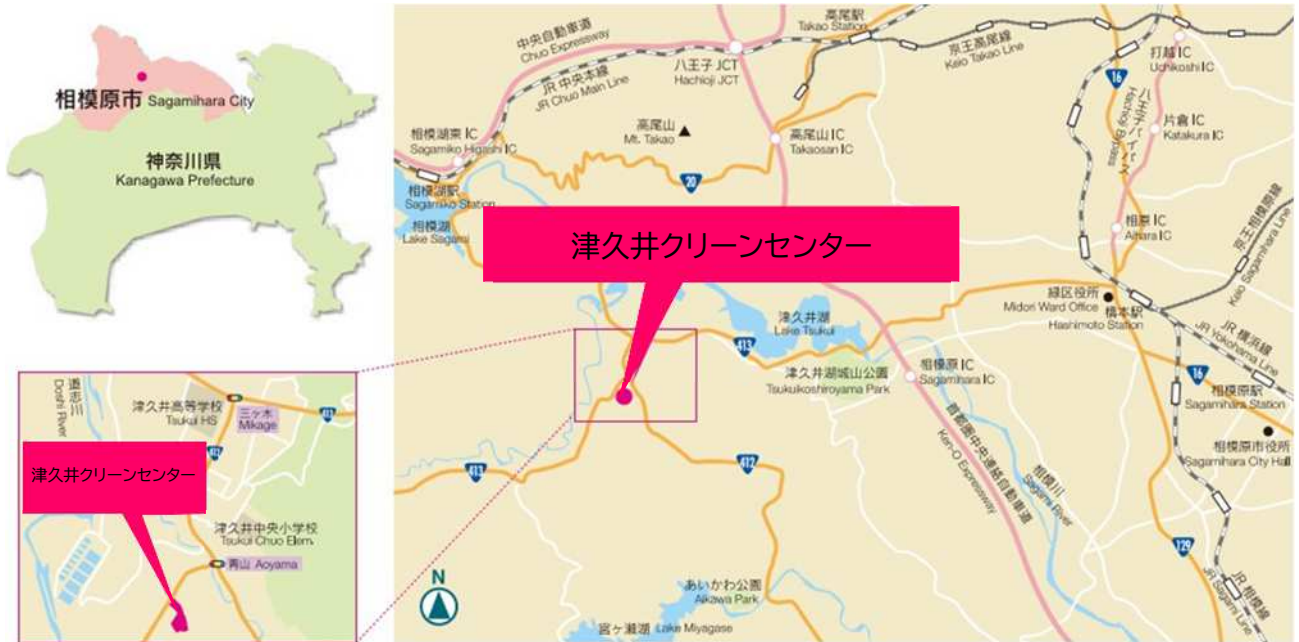 相模原市 Sagamihara City
神奈川県
Kanagawa Prefecture
中央自動車道
Chuo Expressway
JR 中央本線
JR Chuo Main Line
高尾駅
Takao Station
八王子 JCT
Hachioji JCT
京王高尾線
Keio Takao Line
打越 IC
Uchikoshi IC
16
八王子バイパス
Hachioji Bypass
片倉 IC
Katakura IC
相模湖東 IC
Sagamiko Higashi IC
高尾山
Mt. Takao
高尾山 IC
Takaosan IC
相模湖駅
Sagamiko Station
20
相模湖
Lake Sagami
相原 IC
Aihara IC
京王相模原線
Keio Sagamihara Line
津久井クリーンセンター
緑区役所
Midori Ward Office
橋本駅
Hashimoto Station
津久井湖
Lake Tsukui
413
JR 横浜線
JR Yokohama Line
津久井湖城山公園
Tsukuikoshiroyama Park
相模原 IC
Sagamihara IC
16
相模原駅
Sagamihara Station
首都圏中央連絡自動車道
Ken-O Expressway
相模川
Sagami River
相模原市役所
Sagamihara City Hall
413
412
129
JR 相模線
JR Sagami Line
あいかわ公園
Aikawa Park
宮ヶ瀬湖 Lake Miyagase
N
道志川
Doshi River
津久井高等学校
Tsukui HS
三ヶ木
Mikage
412
413
津久井クリーンセンター
津久井中央小学校
Tsukui Chuo Elem.
青山 Aoyama